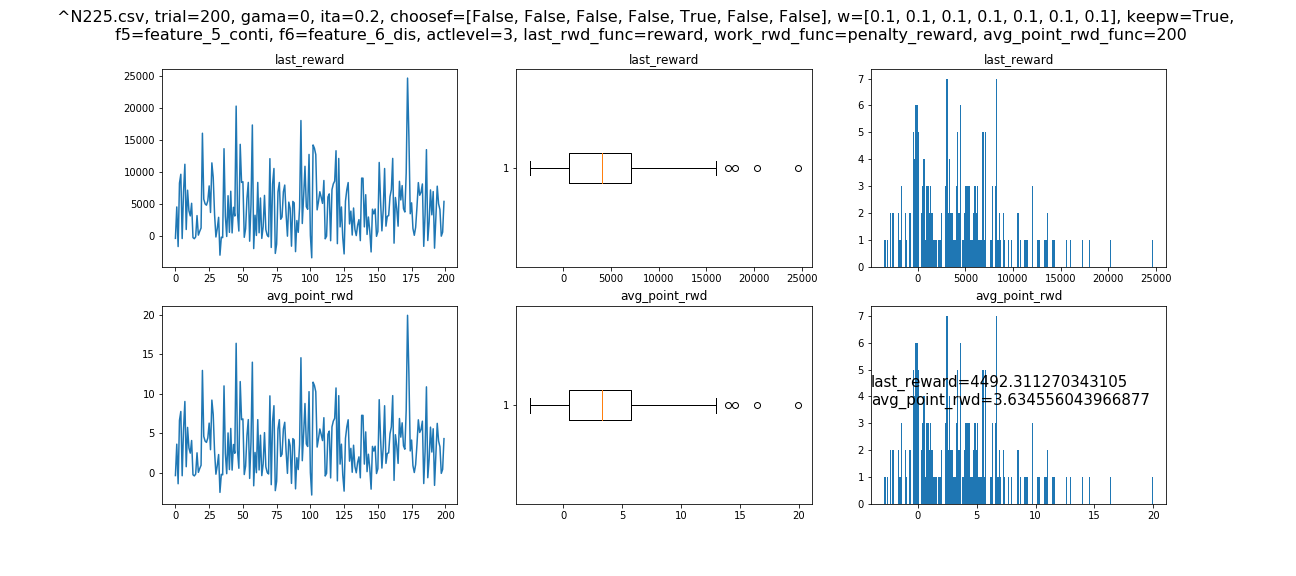 ^N225.csv, trial=200, gama=0, ita=0.2, choosef=[False, False, False, False, True, False, False], w=[0.1, 0.1, 0.1, 0.1, 0.1, 0.1, 0.1], keepw=True,
f5=feature_5_conti, f6=feature_6_dis, actlevel=3, last_rwd_func=reward, work_rwd_func=penalty_reward, avg_point_rwd_func=200
last_reward last_reward last_reward
25000
20000
15000
10000
5000
0
0 25 50 75 100 125 150 175 200
1
0 5000 10000 15000 20000 25000
7
6
5
4
3
2
1
0
0 5000 10000 15000 20000 25000
avg_point_rwd avg_point_rwd avg_point_rwd
20
15
10
5
0
0 25 50 75 100 125 150 175 200
1
0 5 10 15 20
7
6
5
4
3
2
1
0
last_reward=4492.311270343105
avg_point_rwd=3.634556043966877
0 5 10 15 20